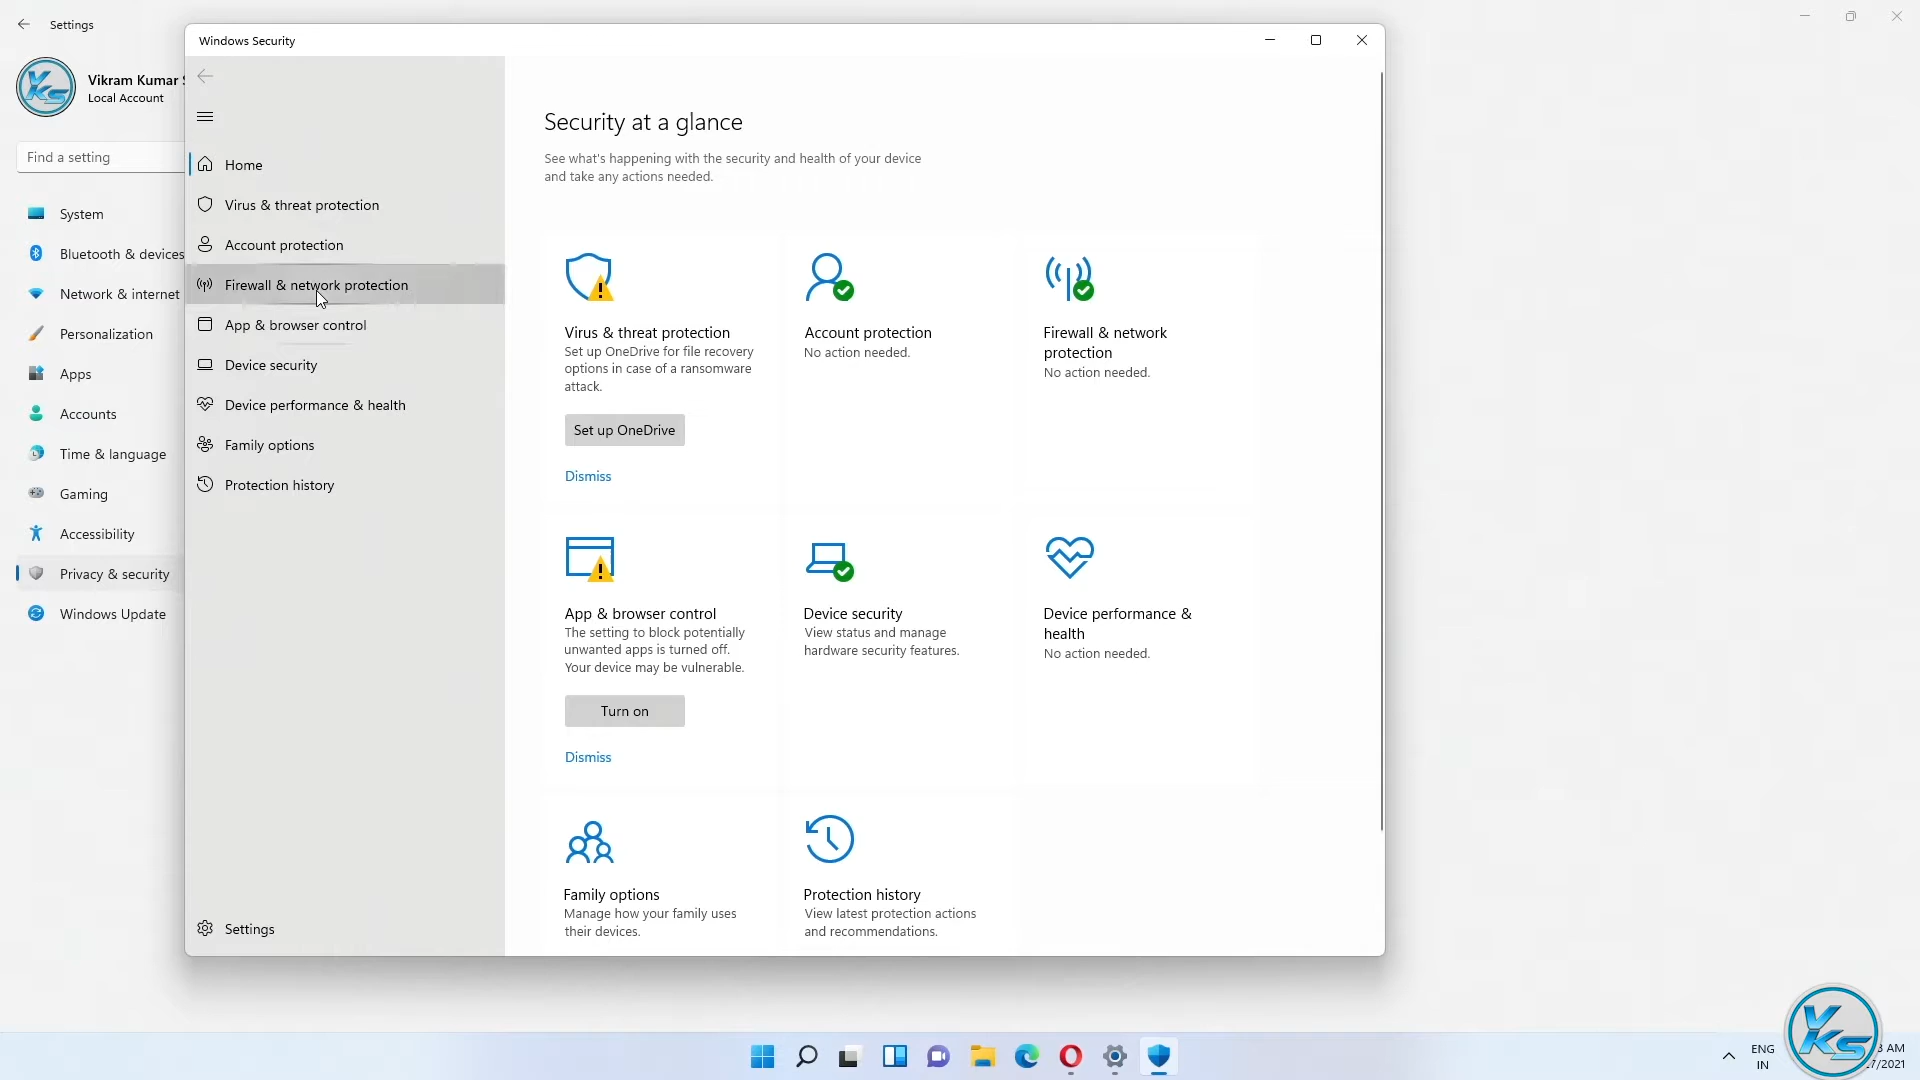 Settings
Windows Security
Vikram Kumar
Local Account
Find a setting
System
Bluetooth & devices
Network & internet
Personalization
Apps
Accounts
Time & language
Gaming
Accessibility
Privacy & security
Windows Update
Home
Virus & threat protection
Account protection
Firewall & network protection
App & browser control
Device security
Device performance & health
Family options
Protection history
Settings
Security at a glance
See what's happening with the security and health of your device
and take any actions needed.
Virus & threat protection
Set up OneDrive for file recovery
options in case of a ransomware
attack.
Set up OneDrive
Dismiss
Account protection
No action needed.
Firewall & network
protection
No action needed.
App & browser control
The setting to block potentially
unwanted apps is turned off.
Your device may be vulnerable.
Turn on
Dismiss
Device security
View status and manage
hardware security features.
Device performance &
health
No action needed.
Family options
Manage how your family uses
their devices.
Protection history
View latest protection actions
and recommendations.
ENG
IN
AM
/2021
VKS